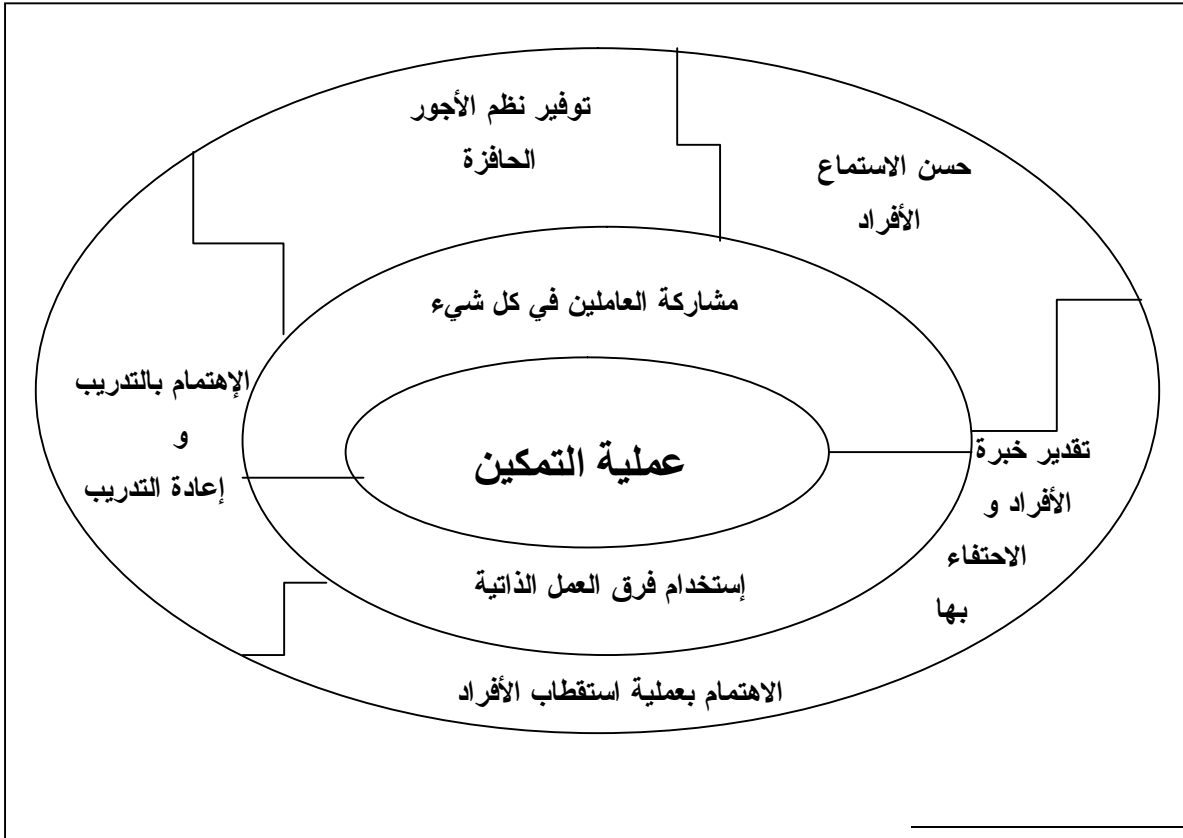 توفير نظم الأجور
الحافزة
حسن الاستماع
الأفراد
مشاركة العاملين في كل شيء
الإهتمام بالتدريب
و
إعادة التدريب
عملية التمكين
تقدير خبرة
الأفراد و
الاحتفاء
بها
إستخدام فرق العمل الذاتية
الاهتمام بعملية استقطاب الأفراد